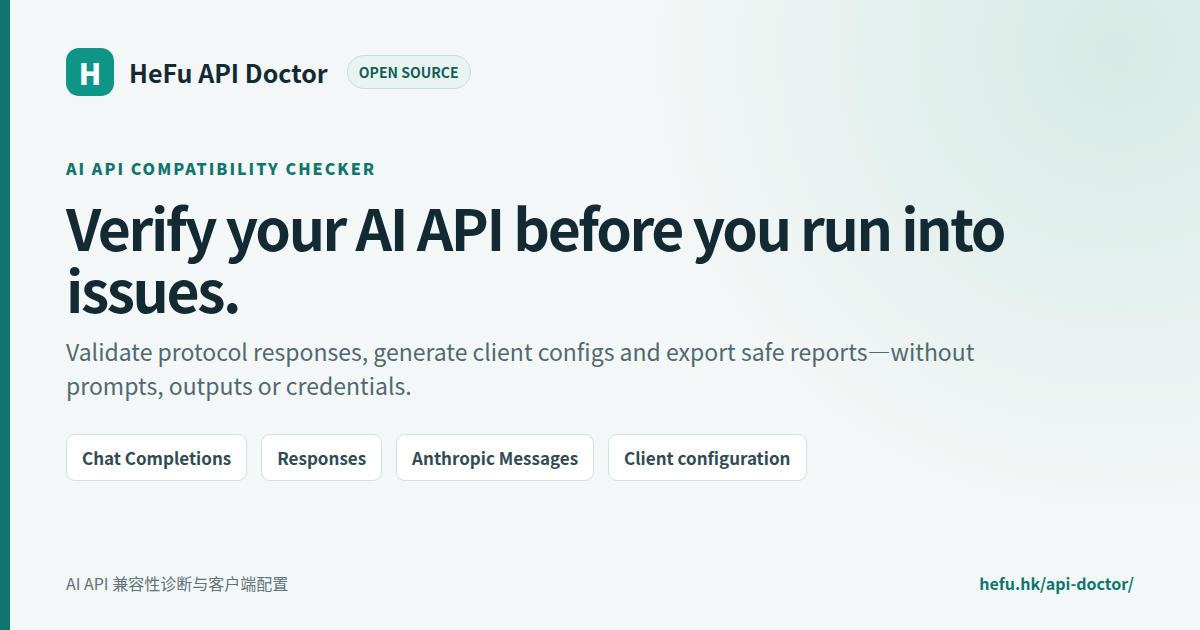 H HeFu API Doctor OPEN SOURCE
AI API COMPATIBILITY CHECKER
Verify your AI API before you run into
issues.
Validate protocol responses, generate client configs and export safe reports—without
prompts, outputs or credentials.
Chat Completions Responses Anthropic Messages Client configuration
AI API 兼容性诊断与客户端配置 hefu.hk/api-doctor/